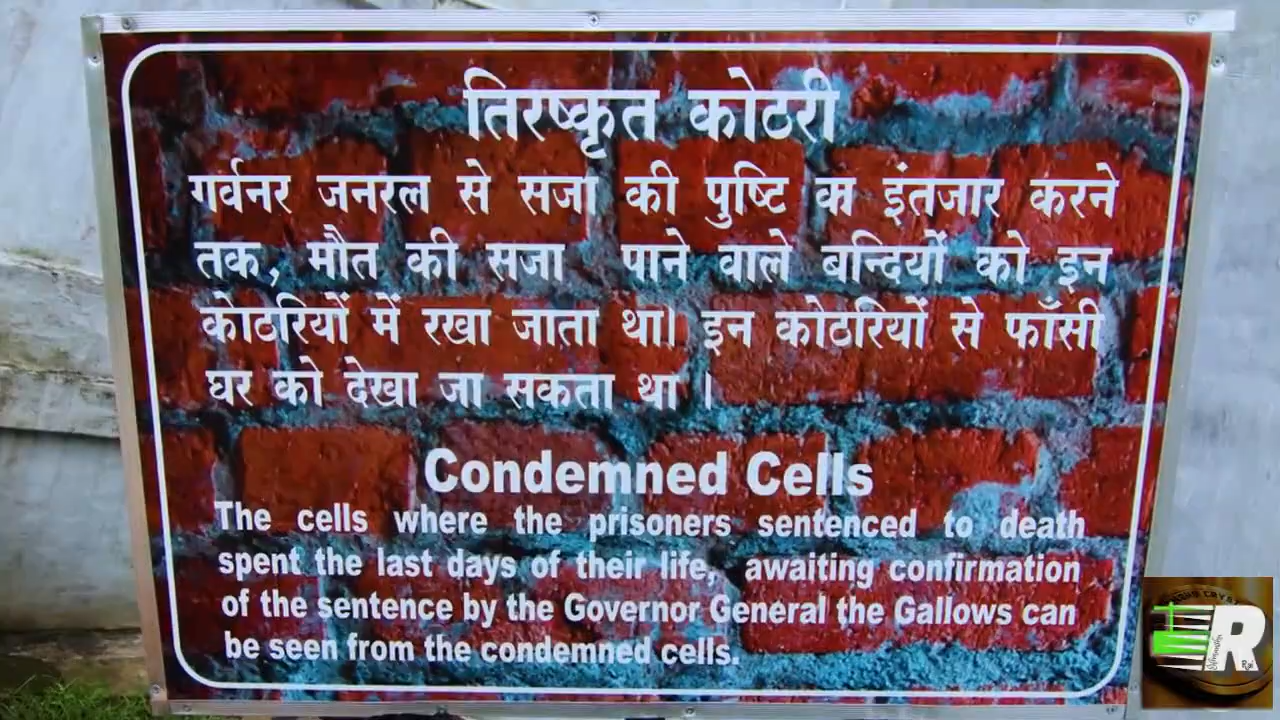 तिरष्कृत कोठरी
गर्वनर जनरल से सजा की पुष्टि का इंतजार करने
तक, मौत की सजा पाने वाले बन्दियों को इन
कोठरियों में रखा जाता था। इन कोठरियों से फाँसी
घर को देखा जा सकता था ।
Condemned Cells
The cells where the prisoners sentenced to death
spent the last days of their life, awaiting confirmation
of the sentence by the Governor General the Gallows can
be seen from the condemned cells.
R